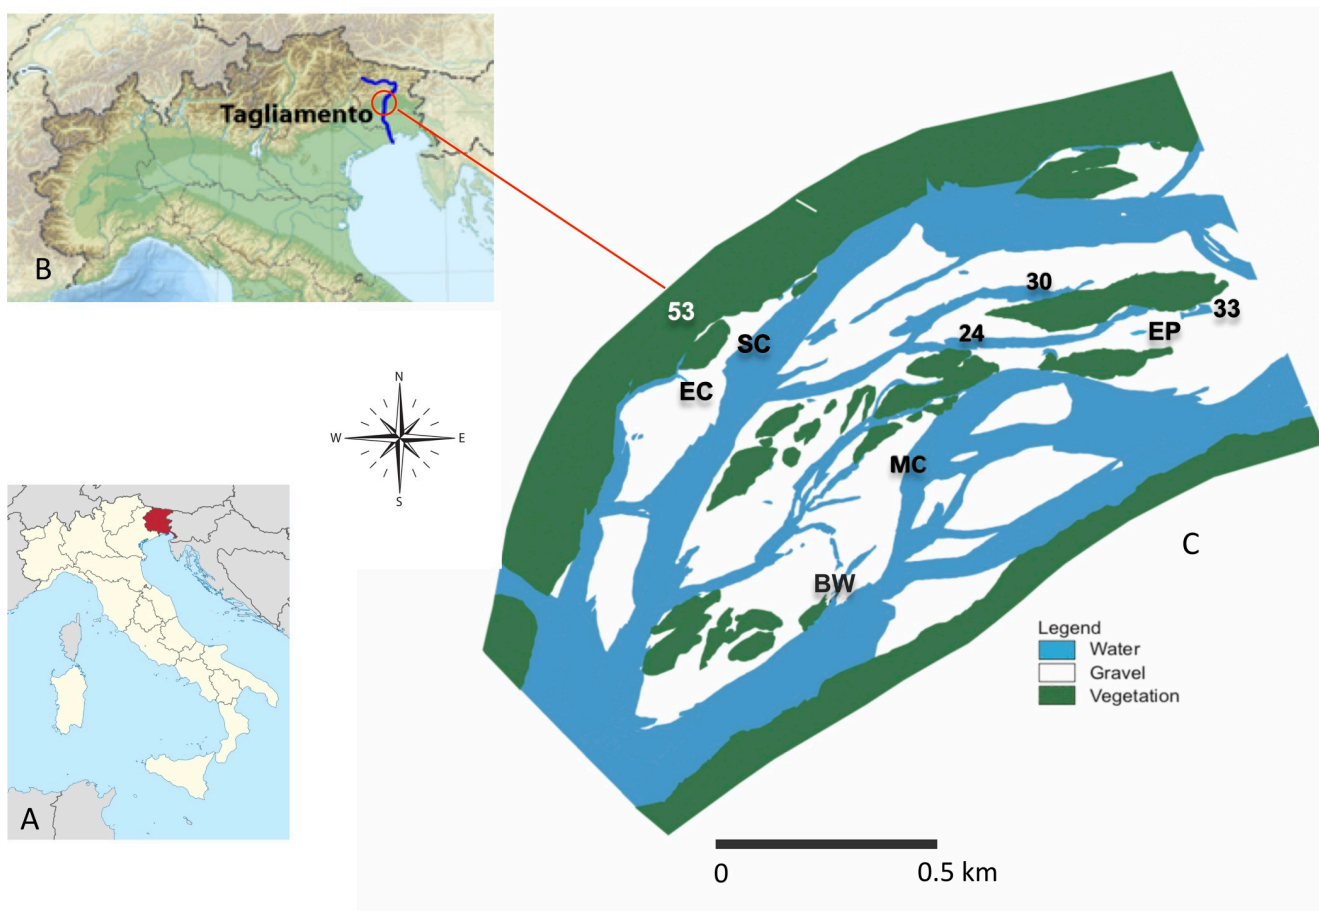 Tagliamento
B
53
SC
EC
30
24
33
EP
MC
BW
C
N
W
E
S
A
Legend
Water
Gravel
Vegetation
0
0.5 km